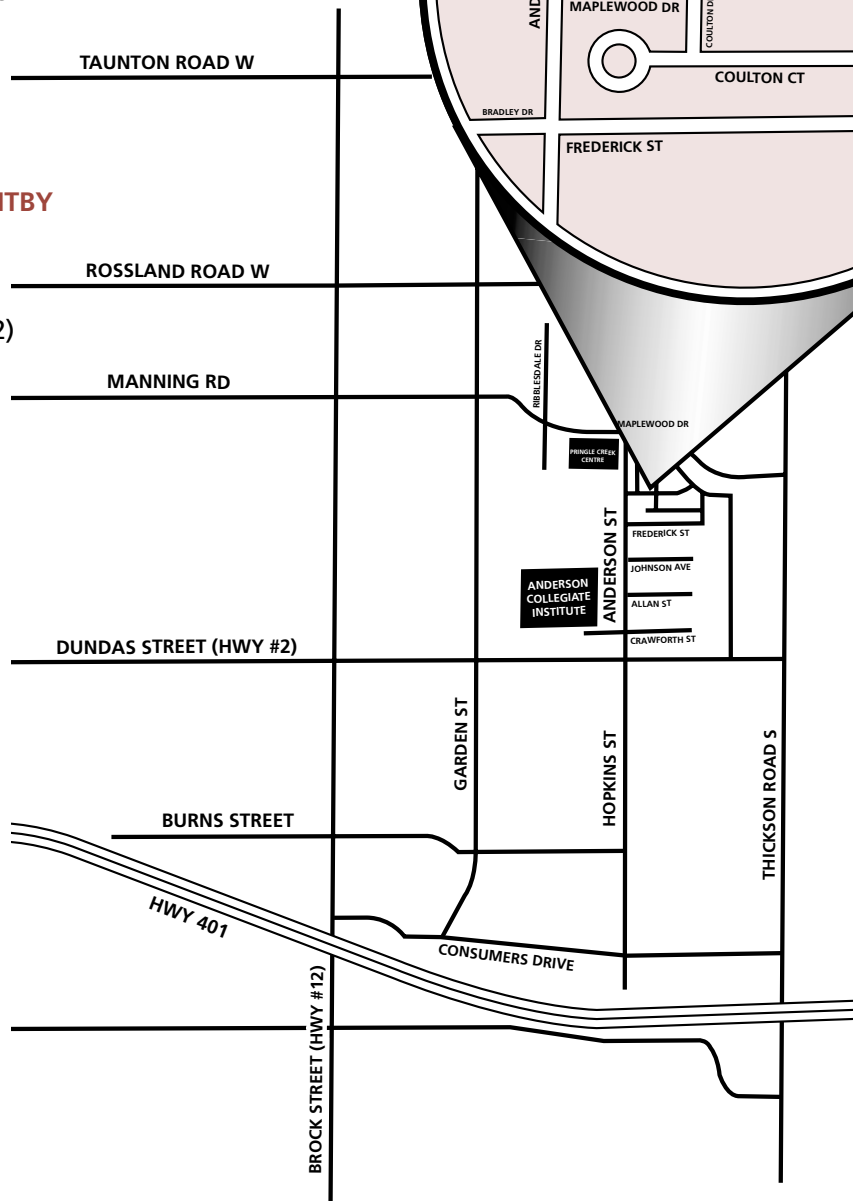 MAPLEWOOD DR
COULTON D
AND
TAUNTON ROAD W
COULTON CT
BRADLEY DR
FREDERICK ST
ITBY
ROSSLAND ROAD W
2)
RIBBLESDALE DR
MANNING RD
MAPLEWOOD DR
PRINGLE CREEK
CENTRE
ANDERSON ST
FREDERICK ST
JOHNSON AVE
ANDERSON
COLLEGIATE
INSTITUTE
ALLAN ST
CRAWFORTH ST
DUNDAS STREET (HWY #2)
GARDEN ST
HOPKINS ST
THICKSON ROAD S
BURNS STREET
HWY 401
CONSUMERS DRIVE
BROCK STREET (HWY #12)